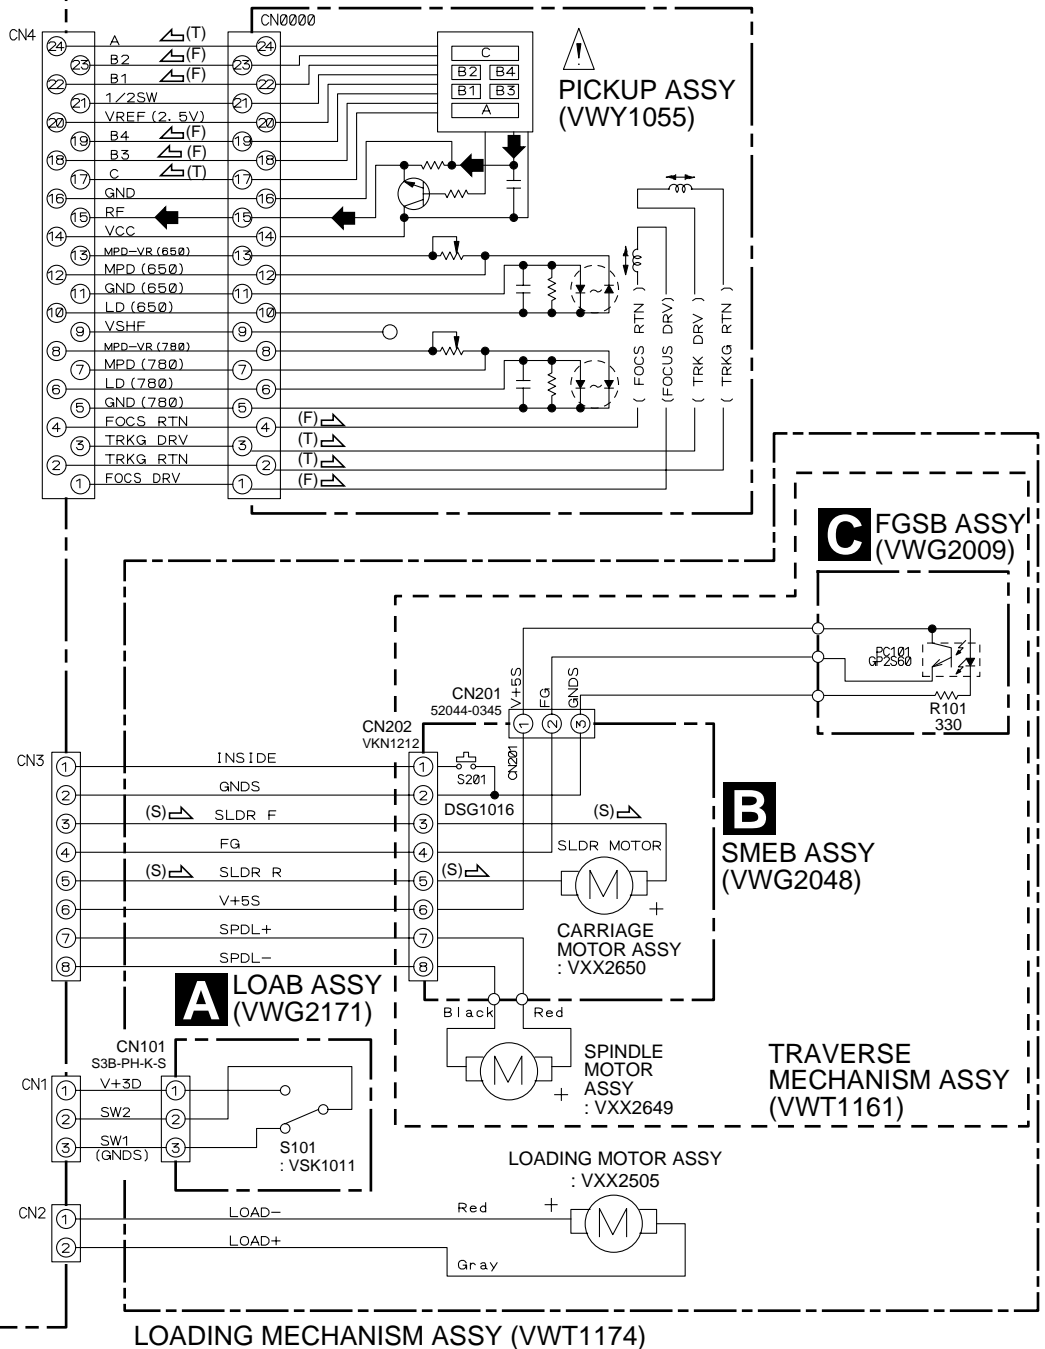 CN4
CN0000
24 A (T) 24
23 B2 (F) 23
22 B1 (F) 22
21 1/2SW 21
20 VREF (2. 5V) 20
19 B4 (F) 19
18 B3 (F) 18
17 C (T) 17
16 GND 16
15 RF 15
14 VCC 14
13 MPD-VR (650) 13
12 MPD (650) 12
11 GND (650) 11
10 LD (650) 10
9 VSHF 9
8 MPD-VR (780) 8
7 MPD (780) 7
6 LD (780) 6
5 GND (780) 5
4 FOCS RTN 4 (F)
3 TRKG DRV 3 (T)
2 TRKG RTN 2 (T)
1 FOCS DRV 1 (F)
C
B2 B4
B1 B3
A
!
PICKUP ASSY
(VWY1055)
( FOCS RTN )
(FOCUS DRV)
( TRK DRV )
( TRKG RTN )
C FGSB ASSY
(VWG2009)
PC101
GP2S60
R101
330
V+5S
FG
GNDS
CN201
52044-0345
1 2 3
CN201
CN202
VKN1212
CN3
1 INSIDE 1
2 GNDS 2
3 (S) SLDR F 3
4 FG 4
5 (S) SLDR R 5
6 V+5S 6
7 SPDL+ 7
8 SPDL- 8
S201
DSG1016
(S)
SLDR MOTOR
(S)
M
+
CARRIAGE
MOTOR ASSY
: VXX2650
B
SMEB ASSY
(VWG2048)
A LOAB ASSY
(VWG2171)
Black Red
M
+
SPINDLE
MOTOR
ASSY
: VXX2649
TRAVERSE
MECHANISM ASSY
(VWT1161)
CN101
S3B-PH-K-S
CN1
1 V+3D 1
2 SW2 2
3 SW1 3
(GNDS)
S101
: VSK1011
LOADING MOTOR ASSY
: VXX2505
CN2
1 LOAD- Red +
M
2 LOAD+ Gray
LOADING MECHANISM ASSY (VWT1174)